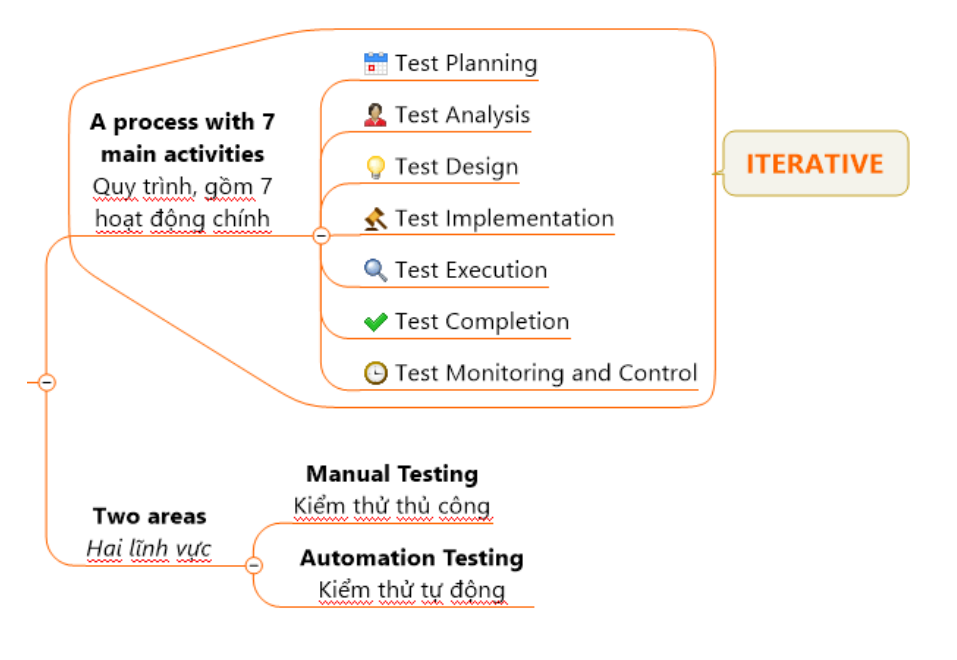 A process with 7
main activities
Quy trình, gồm 7
hoạt động chính
Test Planning
Test Analysis
Test Design
Test Implementation
Test Execution
Test Completion
Test Monitoring and Control
ITERATIVE
Two areas
Hai lĩnh vực
Manual Testing
Kiểm thử thủ công
Automation Testing
Kiểm thử tự động